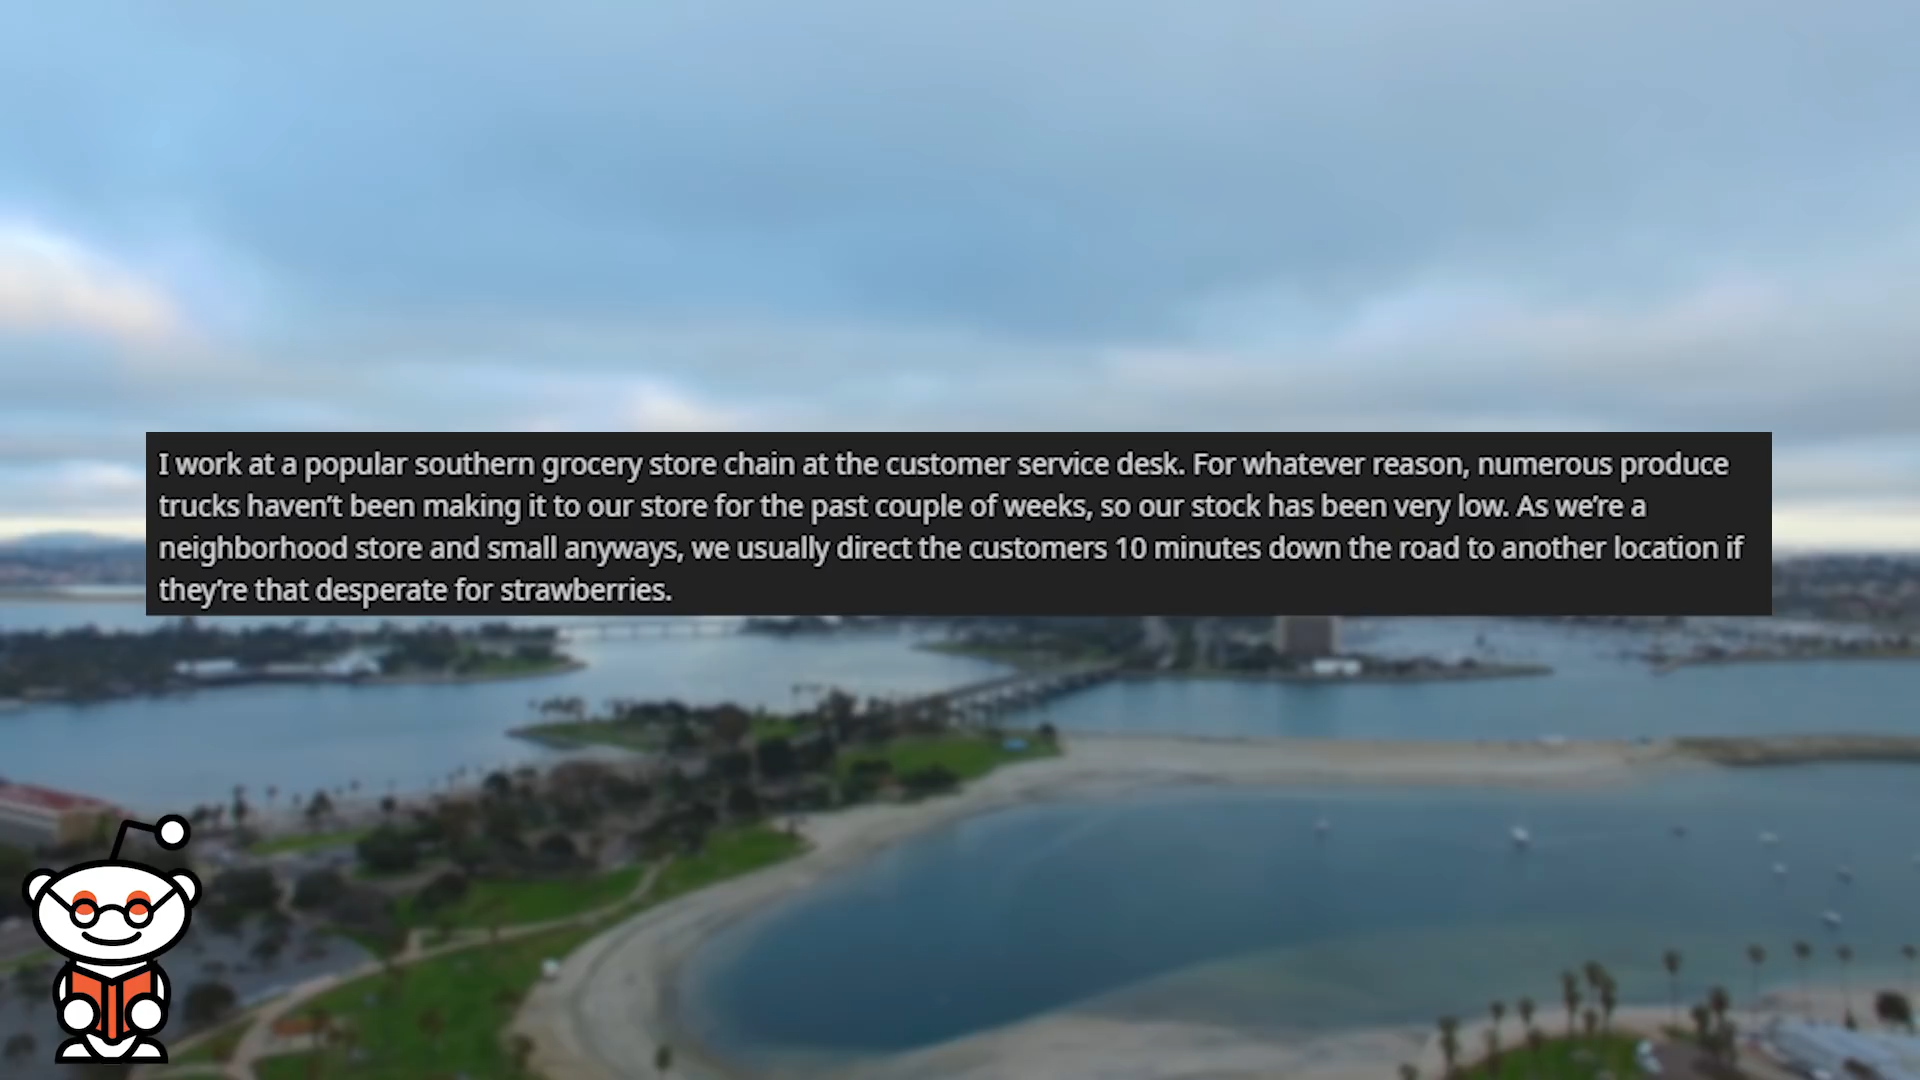 I work at a popular southern grocery store chain at the customer service desk. For whatever reason, numerous produce
trucks haven’t been making it to our store for the past couple of weeks, so our stock has been very low. As we’re a
neighborhood store and small anyways, we usually direct the customers 10 minutes down the road to another location if
they’re that desperate for strawberries.